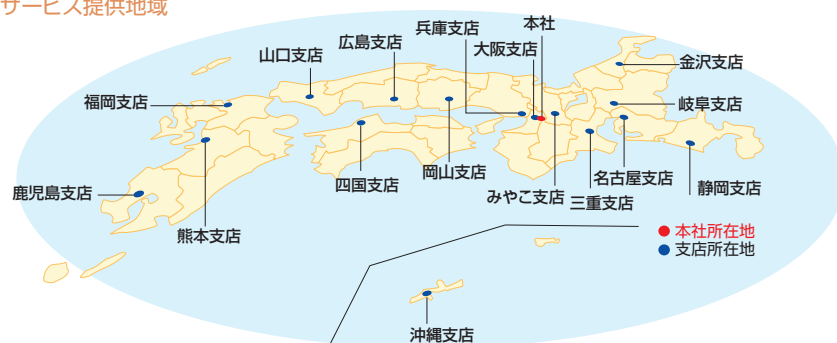 サービス提供地域
本社
兵庫支店
広島支店
大阪支店
山口支店
金沢支店
福岡支店
岐阜支店
鹿児島支店
四国支店
岡山支店
みやこ支店
三重支店
名古屋支店
静岡支店
熊本支店
本社所在地
支店所在地
沖縄支店